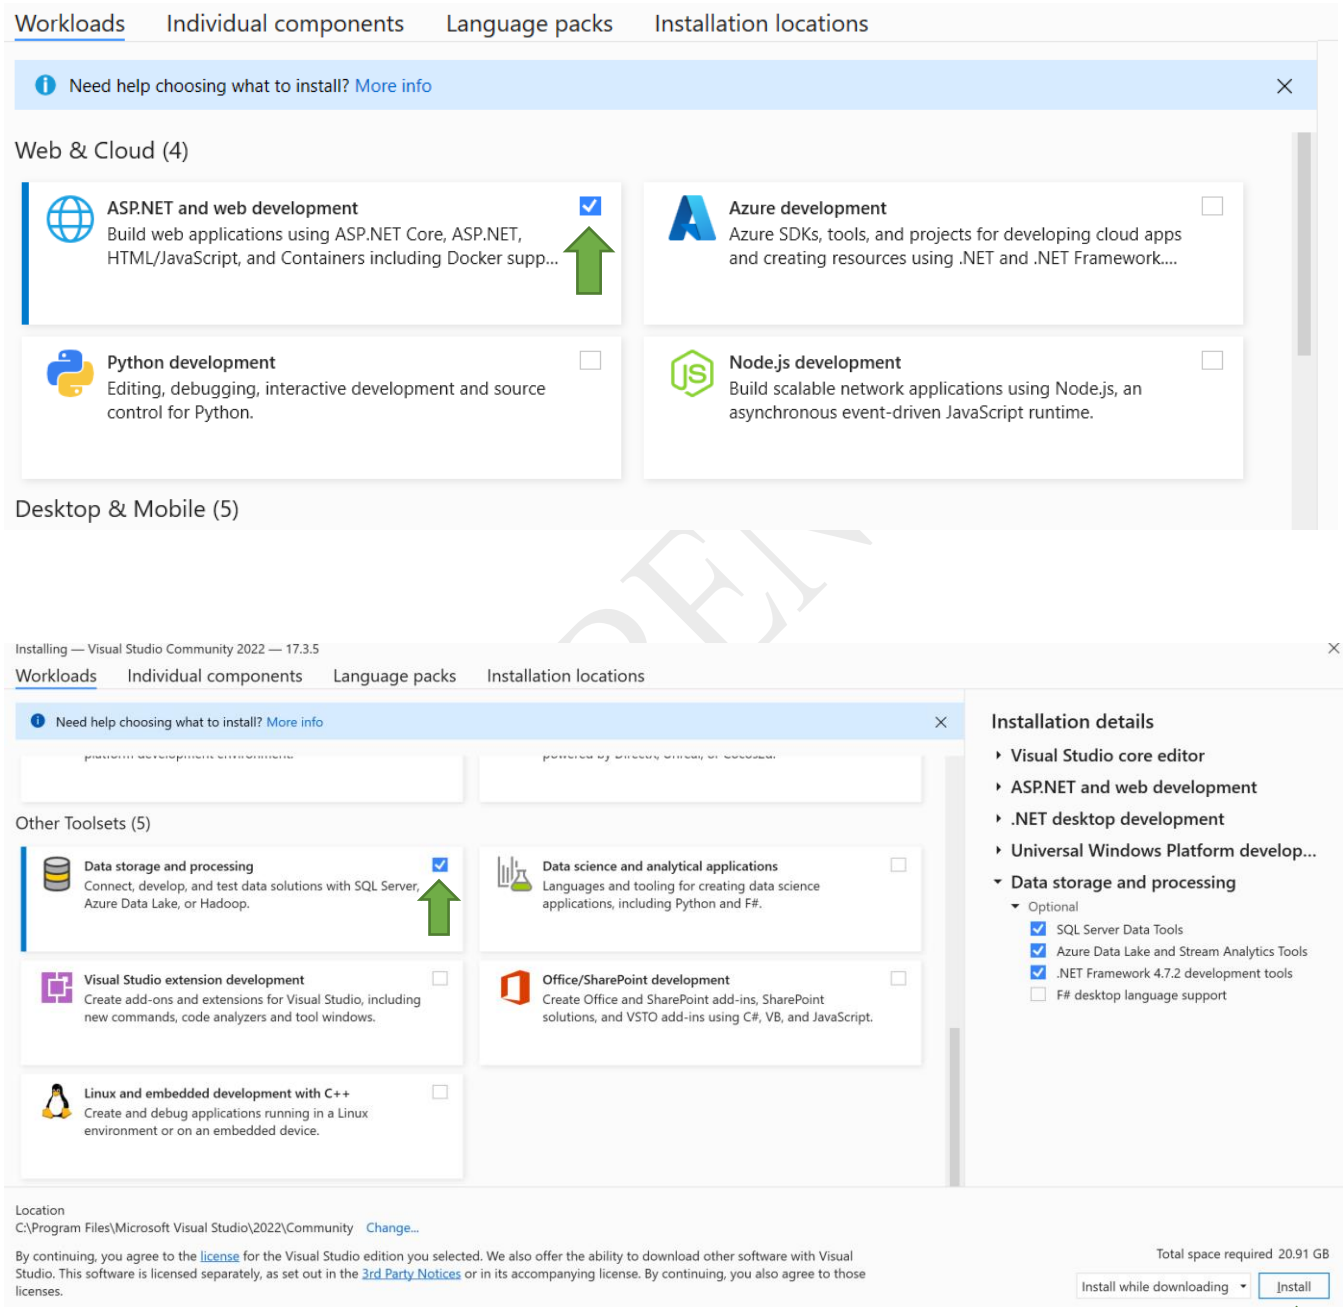 Workloads Individual components Language packs Installation locations
Need help choosing what to install? More info
Web & Cloud (4)
ASP.NET and web development
Build web applications using ASP.NET Core, ASP.NET,
HTML/JavaScript, and Containers including Docker supp...
Azure development
Azure SDKs, tools, and projects for developing cloud apps
and creating resources using .NET and .NET Framework....
Python development
Editing, debugging, interactive development and source
control for Python.
Node.js development
Build scalable network applications using Node.js, an
asynchronous event-driven JavaScript runtime.
Desktop & Mobile (5)
Installing — Visual Studio Community 2022 — 17.3.5
Workloads Individual components Language packs Installation locations
Need help choosing what to install? More info
platform development environment.
powered by DirectX, Unreal, or Cocos2d.
Other Toolsets (5)
Data storage and processing
Connect, develop, and test data solutions with SQL Server,
Azure Data Lake, or Hadoop.
Data science and analytical applications
Languages and tooling for creating data science
applications, including Python and F#.
Visual Studio extension development
Create add-ons and extensions for Visual Studio, including
new commands, code analyzers and tool windows.
Office/SharePoint development
Create Office and SharePoint add-ins, SharePoint
solutions, and VSTO add-ins using C#, VB, and JavaScript.
Linux and embedded development with C++
Create and debug applications running in a Linux
environment or on an embedded device.
Installation details
Visual Studio core editor
ASP.NET and web development
.NET desktop development
Universal Windows Platform develop...
Data storage and processing
Optional
SQL Server Data Tools
Azure Data Lake and Stream Analytics Tools
.NET Framework 4.7.2 development tools
F# desktop language support
Location
C:\Program Files\Microsoft Visual Studio\2022\Community Change...
By continuing, you agree to the license for the Visual Studio edition you selected. We also offer the ability to download other software with Visual
Studio. This software is licensed separately, as set out in the 3rd Party Notices or in its accompanying license. By continuing, you also agree to those
licenses.
Total space required 20.91 GB
Install while downloading Install